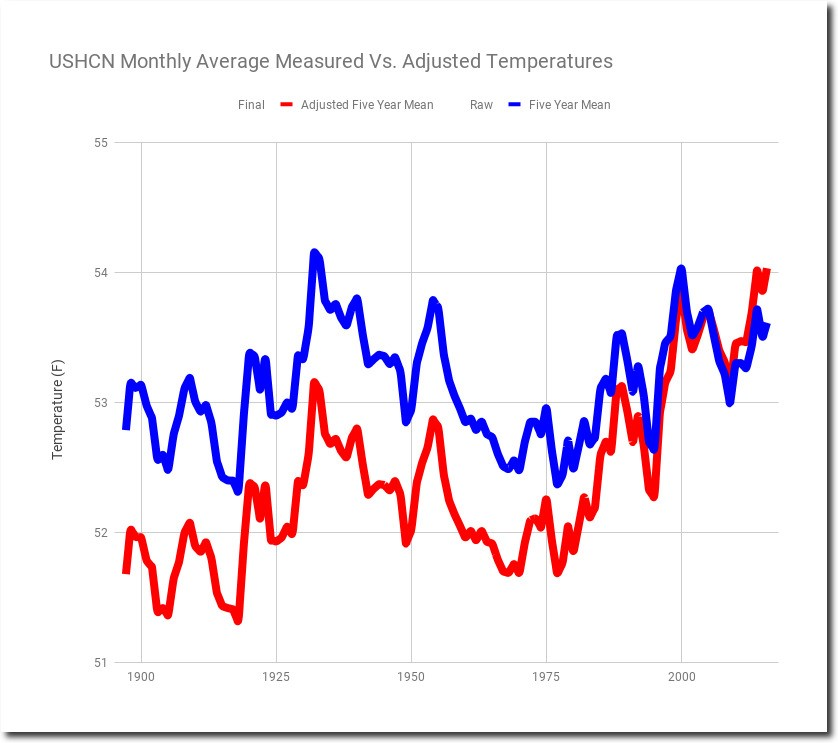 USHCN Monthly Average Measured Vs. Adjusted Temperatures
Final Adjusted Five Year Mean Raw Five Year Mean
55
54
53
52
51
Temperature (F)
1900 1925 1950 1975 2000